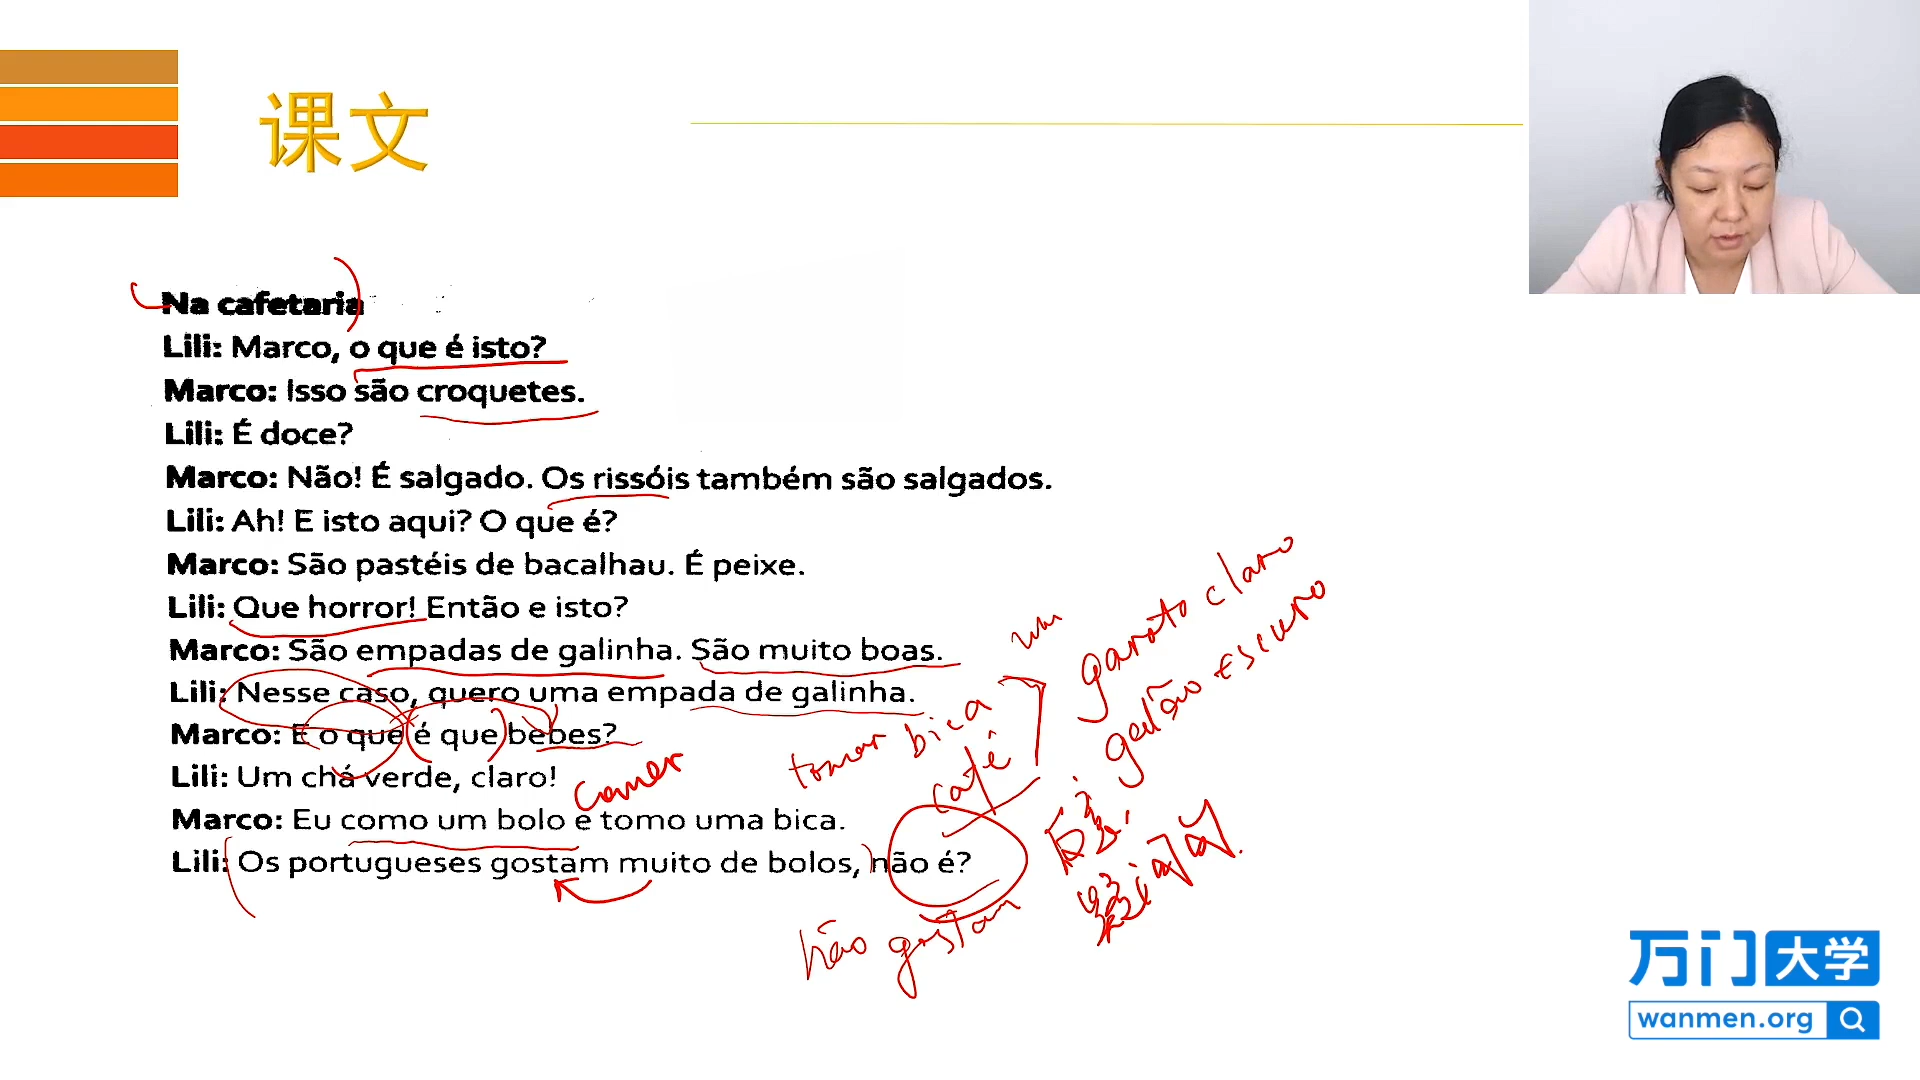 课文
Na cafetaria
Lili: Marco, o que é isto?
Marco: Isso são croquetes.
Lili: É doce?
Marco: Não! É salgado. Os rissóis também são salgados.
Lili: Ah! E isto aqui? O que é?
Marco: São pastéis de bacalhau. É peixe.
Lili: Que horror! Então e isto?
Marco: São empadas de galinha. São muito boas.
Lili: Nesse caso, quero uma empada de galinha.
Marco: E o que é que bebes?
Lili: Um chá verde, claro!
Marco: Eu como um bolo e tomo uma bica.
Lili: Os portugueses gostam muito de bolos, não é?
comer
tomar bica
café
um
garoto claro
escuro
反意
疑问句
não gostam
万门大学
wanmen.org